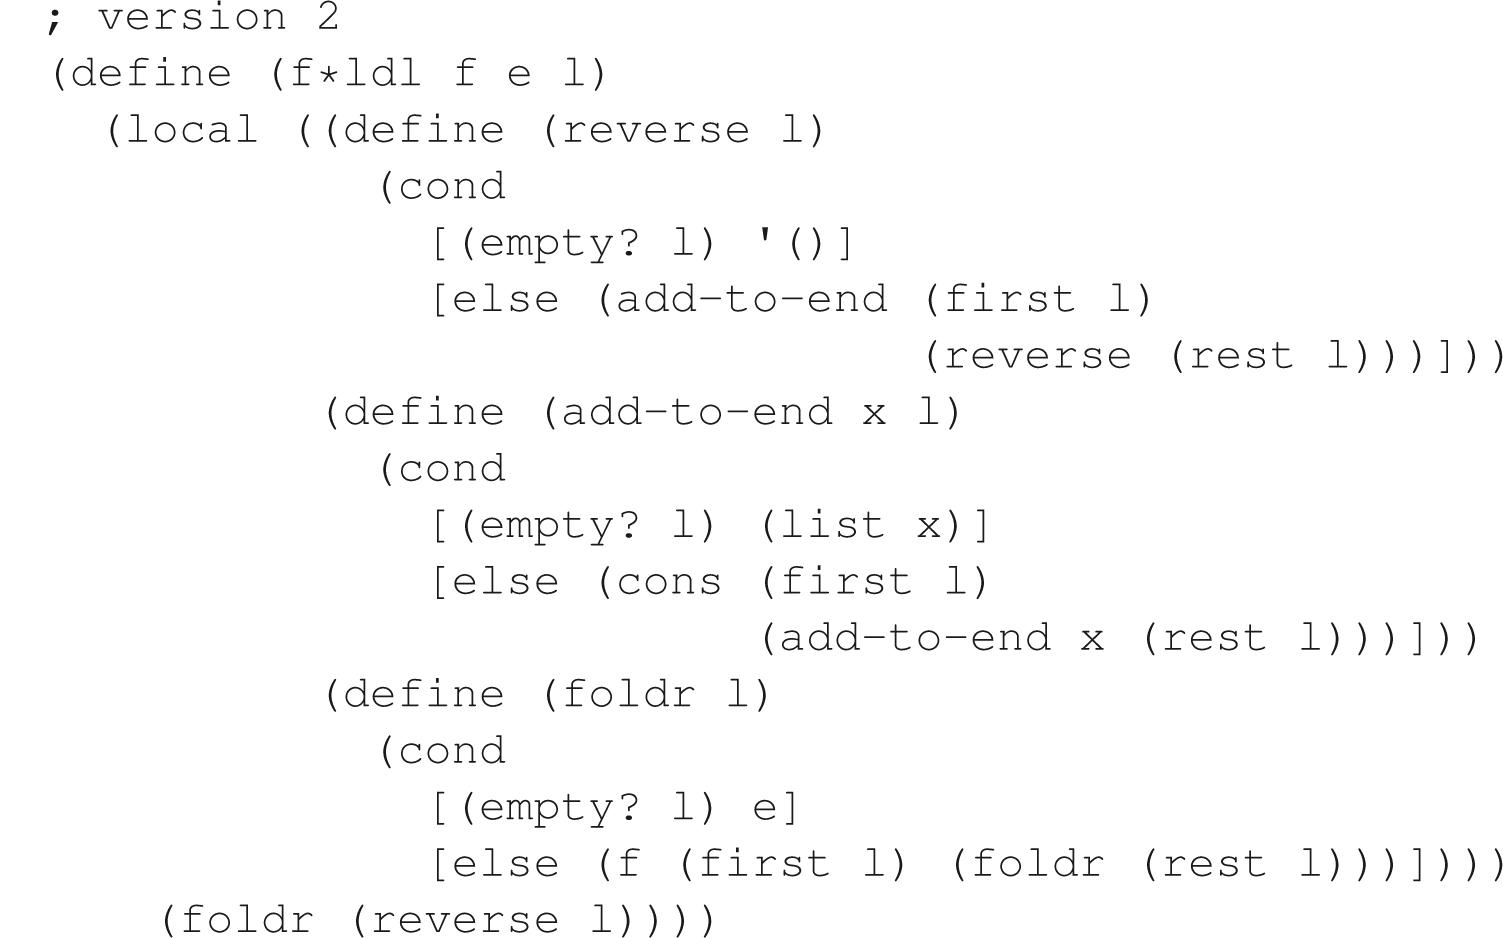 ; version 2
(define (f*ldl f e l)
  (local ((define (reverse l)
            (cond
              [(empty? l) '()]
              [else (add-to-end (first l)
                                (reverse (rest l)))]))
          (define (add-to-end x l)
            (cond
              [(empty? l) (list x)]
              [else (cons (first l)
                          (add-to-end x (rest l)))]))
          (define (foldr l)
            (cond
              [(empty? l) e]
              [else (f (first l) (foldr (rest l)))])))
    (foldr (reverse l))))